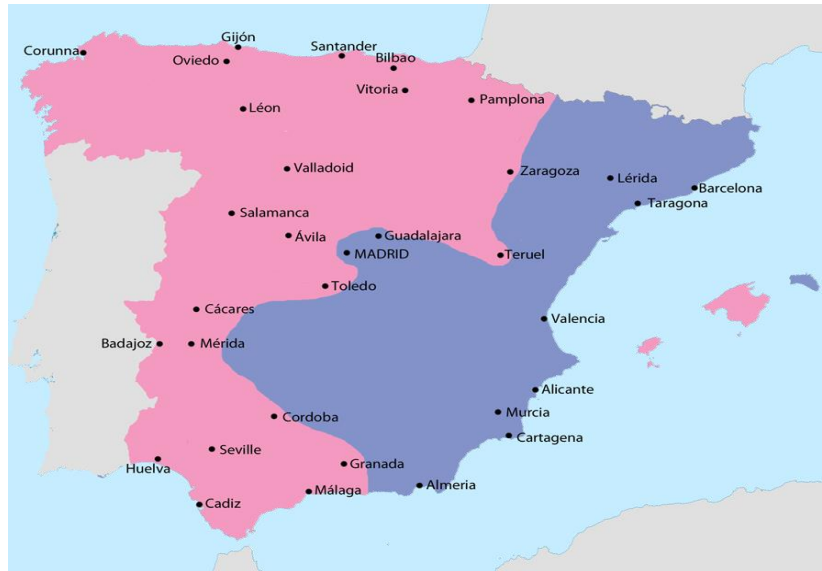 Gijón
Corunna
Santander
Oviedo
Bilbao
Vitoria
Pamplona
Léon
Valladoid
Zaragoza
Lérida
Barcelona
Taragona
Salamanca
Ávila
Guadalajara
MADRID
Teruel
Toledo
Cácares
Valencia
Badajoz
Mérida
Alicante
Cordoba
Murcia
Cartagena
Seville
Huelva
Granada
Almeria
Málaga
Cadiz